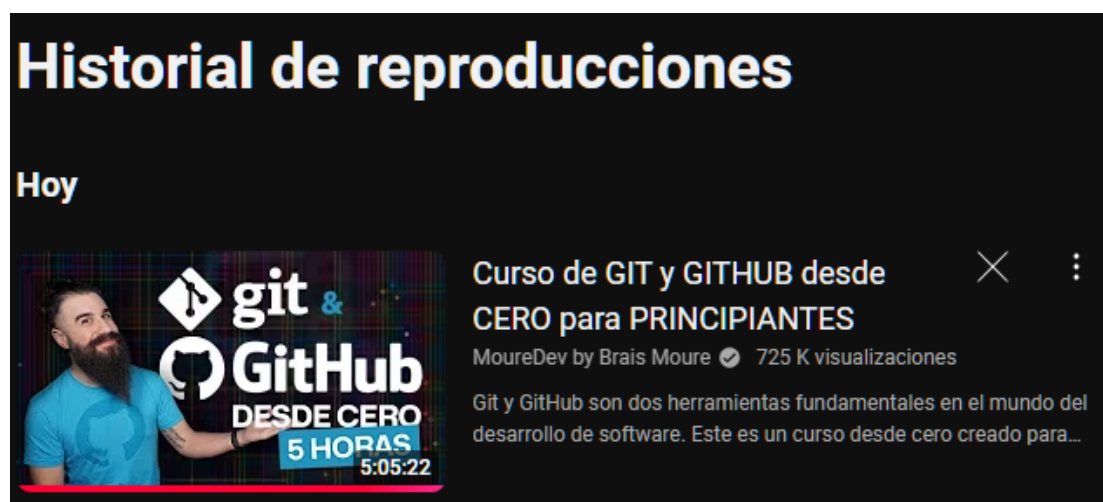 Historial de reproducciones
Hoy
git &
GitHub
DESDE CERO
5 HORAS
5:05:22
Curso de GIT y GITHUB desde
CERO para PRINCIPIANTES
MoureDev by Brais Moure 725 K visualizaciones
Git y GitHub son dos herramientas fundamentales en el mundo del
desarrollo de software. Este es un curso desde cero creado para...